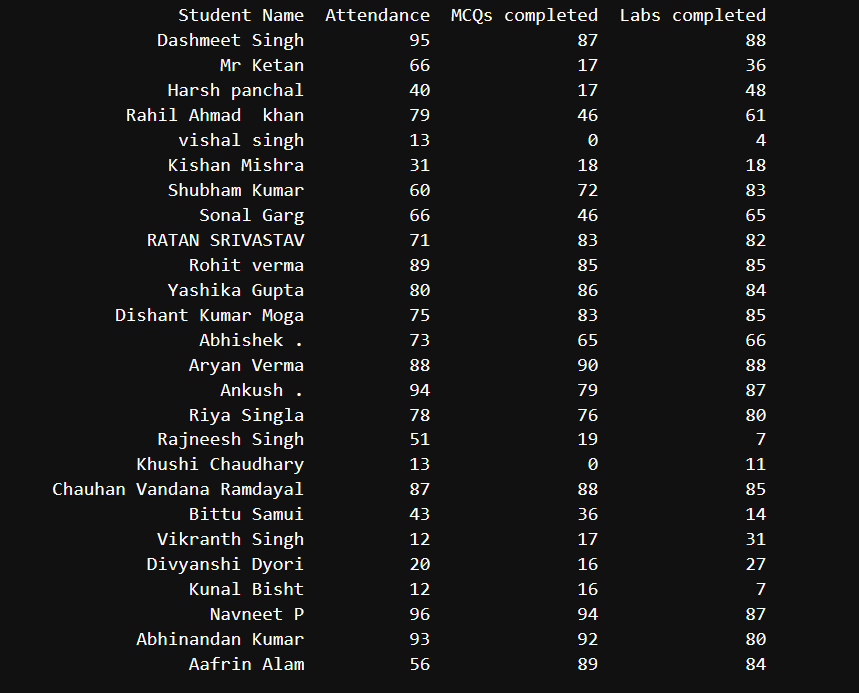 Student Name Attendance MCQs completed Labs completed
Dashmeet Singh 95 87 88
Mr Ketan 66 17 36
Harsh panchal 40 17 48
Rahil Ahmad  khan 79 46 61
vishal singh 13 0 4
Kishan Mishra 31 18 18
Shubham Kumar 60 72 83
Sonal Garg 66 46 65
RATAN SRIVASTAV 71 83 82
Rohit verma 89 85 85
Yashika Gupta 80 86 84
Dishant Kumar Moga 75 83 85
Abhishek . 73 65 66
Aryan Verma 88 90 88
Ankush . 94 79 87
Riya Singla 78 76 80
Rajneesh Singh 51 19 7
Khushi Chaudhary 13 0 11
Chauhan Vandana Ramdayal 87 88 85
Bittu Samui 43 36 14
Vikranth Singh 12 17 31
Divyanshi Dyori 20 16 27
Kunal Bisht 12 16 7
Navneet P 96 94 87
Abhinandan Kumar 93 92 80
Aafrin Alam 56 89 84